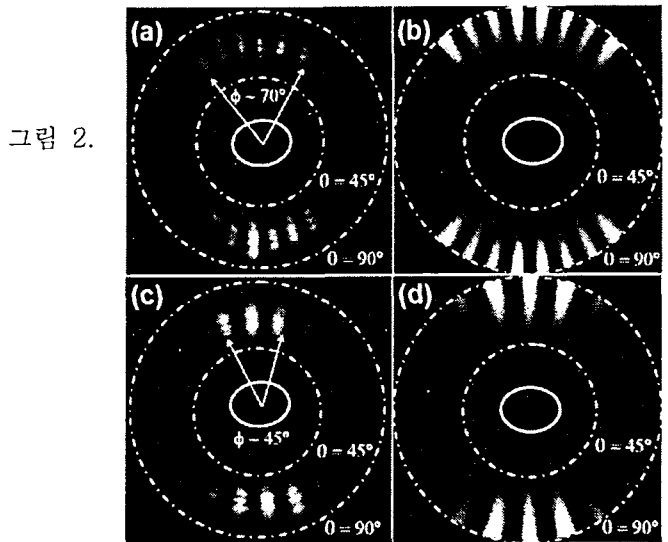 그림 2.
(a)
ϕ ~ 70°
θ = 45°
θ = 90°
(b)
θ = 45°
θ = 90°
(c)
ϕ ~ 45°
θ = 45°
θ = 90°
(d)
θ = 45°
θ = 90°